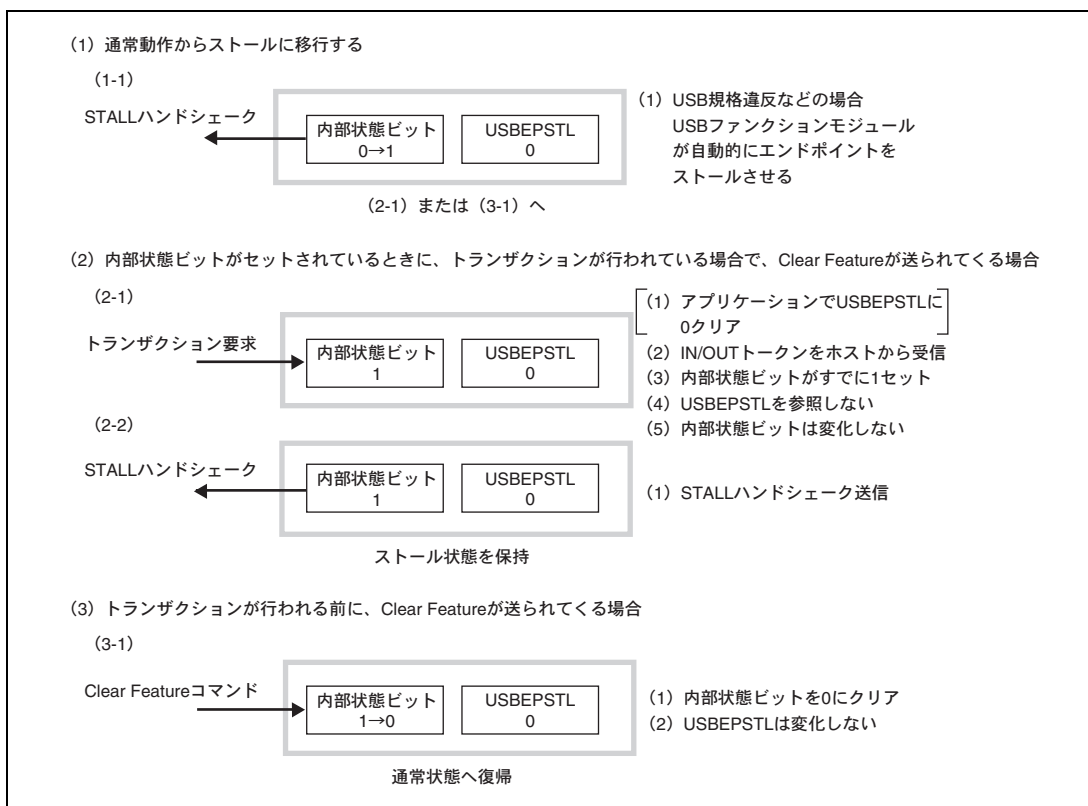 （1）通常動作からストールに移行する
（1-1）
STALLハンドシェーク
内部状態ビット
0→1
USBEPSTL
0
（1）USB規格違反などの場合
USBファンクションモジュール
が自動的にエンドポイントを
ストールさせる
（2-1）または（3-1）へ
（2）内部状態ビットがセットされているときに、トランザクションが行われている場合で、Clear Featureが送られてくる場合
（2-1）
トランザクション要求
内部状態ビット
1
USBEPSTL
0
（1）アプリケーションでUSBEPSTLに
0クリア
（2）IN/OUTトークンをホストから受信
（3）内部状態ビットがすでに1セット
（4）USBEPSTLを参照しない
（5）内部状態ビットは変化しない
（2-2）
STALLハンドシェーク
内部状態ビット
1
USBEPSTL
0
（1）STALLハンドシェーク送信
ストール状態を保持
（3）トランザクションが行われる前に、Clear Featureが送られてくる場合
（3-1）
Clear Featureコマンド
内部状態ビット
1→0
USBEPSTL
0
（1）内部状態ビットを0にクリア
（2）USBEPSTLは変化しない
通常状態へ復帰